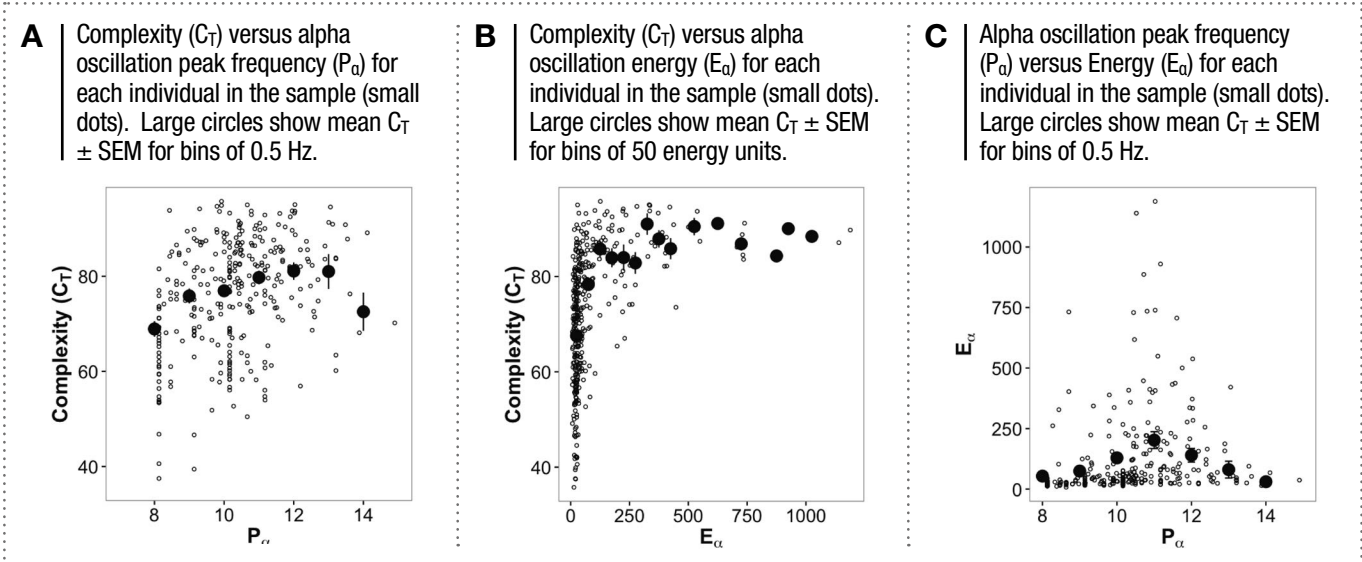 A
Complexity (C_T) versus alpha
oscillation peak frequency (P_α) for
each individual in the sample (small
dots).  Large circles show mean C_T
± SEM for bins of 0.5 Hz.
80
60
40
Complexity (C_T)
8 10 12 14
P_α
B
Complexity (C_T) versus alpha
oscillation energy (E_α) for each
individual in the sample (small dots).
Large circles show mean C_T ± SEM
for bins of 50 energy units.
80
60
40
Complexity (C_T)
0 250 500 750 1000
E_α
C
Alpha oscillation peak frequency
(P_α) versus Energy (E_α) for each
individual in the sample (small dots).
Large circles show mean C_T ± SEM
for bins of 0.5 Hz.
1000
750
500
250
0
E_α
8 10 12 14
P_α